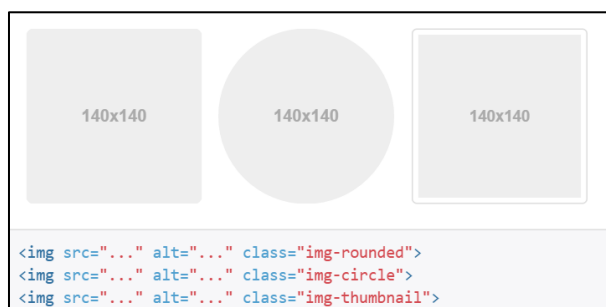 140x140 140x140 140x140
<img src="..." alt="..." class="img-rounded">
<img src="..." alt="..." class="img-circle">
<img src="..." alt="..." class="img-thumbnail">